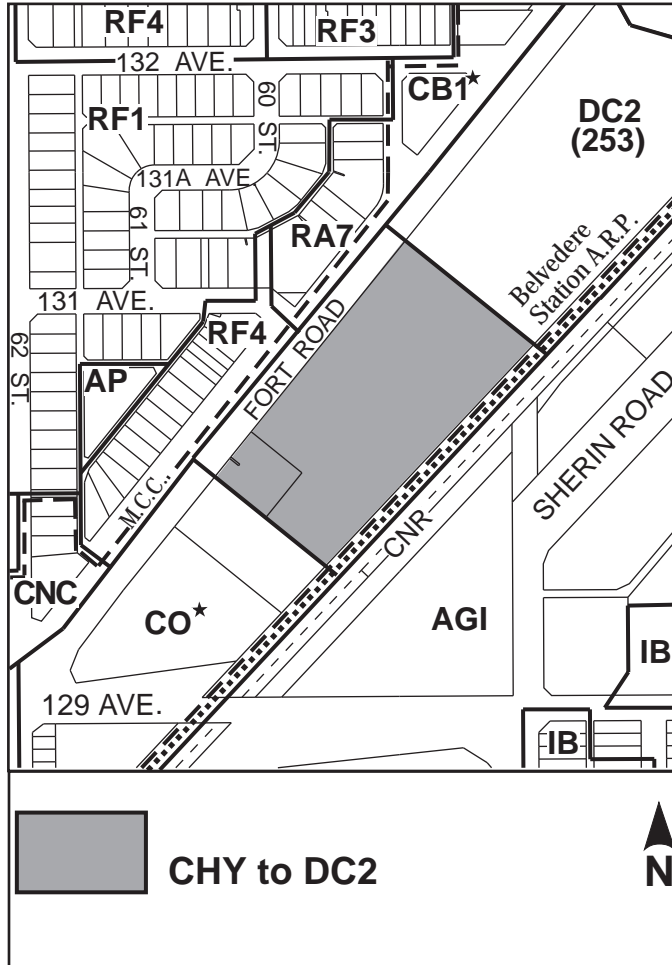 RF4
RF3
132 AVE.
CB1★
RF1
60 ST.
DC2
(253)
131A AVE
61 ST.
RA7
Belvedere
Station A.R.P.
131 AVE.
RF4
FORT ROAD
62 ST.
AP
SHERIN ROAD
M.C.C..
CNR
CNC
CO★
AGI
IB
129 AVE.
IB
CHY to DC2
N